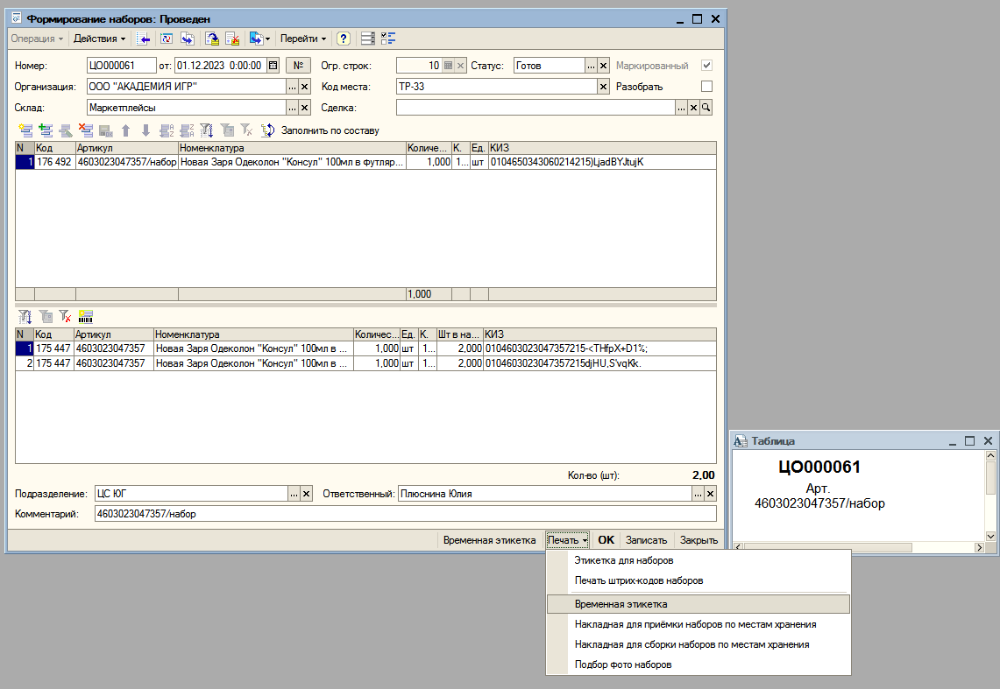 Формирование наборов: Проведен
Операция Действия Перейти ?
Номер: ЦО000061 от: 01.12.2023 0:00:00 № Огр. строк: 10 Статус: Готов Маркированный
Организация: ООО "АКАДЕМИЯ ИГР" Код места: ТР-33 Разобрать
Склад: Маркетплейсы Сделка:
Заполнить по составу
N Код Артикул Номенклатура Количе... К. Ед. КИЗ
1 176 492 4603023047357/набор Новая Заря Одеколон "Консул" 100мл в футляр... 1,000 1... шт 0104650343060214215)LjadBYJtujK
1,000
N Код Артикул Номенклатура Количес... Ед. К. Шт в на... КИЗ
1 175 447 4603023047357 Новая Заря Одеколон "Консул" 100мл в ... 1,000 шт 1... 2,000 0104603023047357215-<THfpX+D1%;
2 175 447 4603023047357 Новая Заря Одеколон "Консул" 100мл в ... 1,000 шт 1... 2,000 0104603023047357215djHU,S'vqKk.
Кол-во (шт): 2,00
Подразделение: ЦС ЮГ Ответственный: Плюснина Юлия
Комментарий: 4603023047357/набор
Временная этикетка Печать OK Записать Закрыть
Этикетка для наборов
Печать штрих-кодов наборов
Временная этикетка
Накладная для приёмки наборов по местам хранения
Накладная для сборки наборов по местам хранения
Подбор фото наборов
Таблица
ЦО000061
Арт.
4603023047357/набор